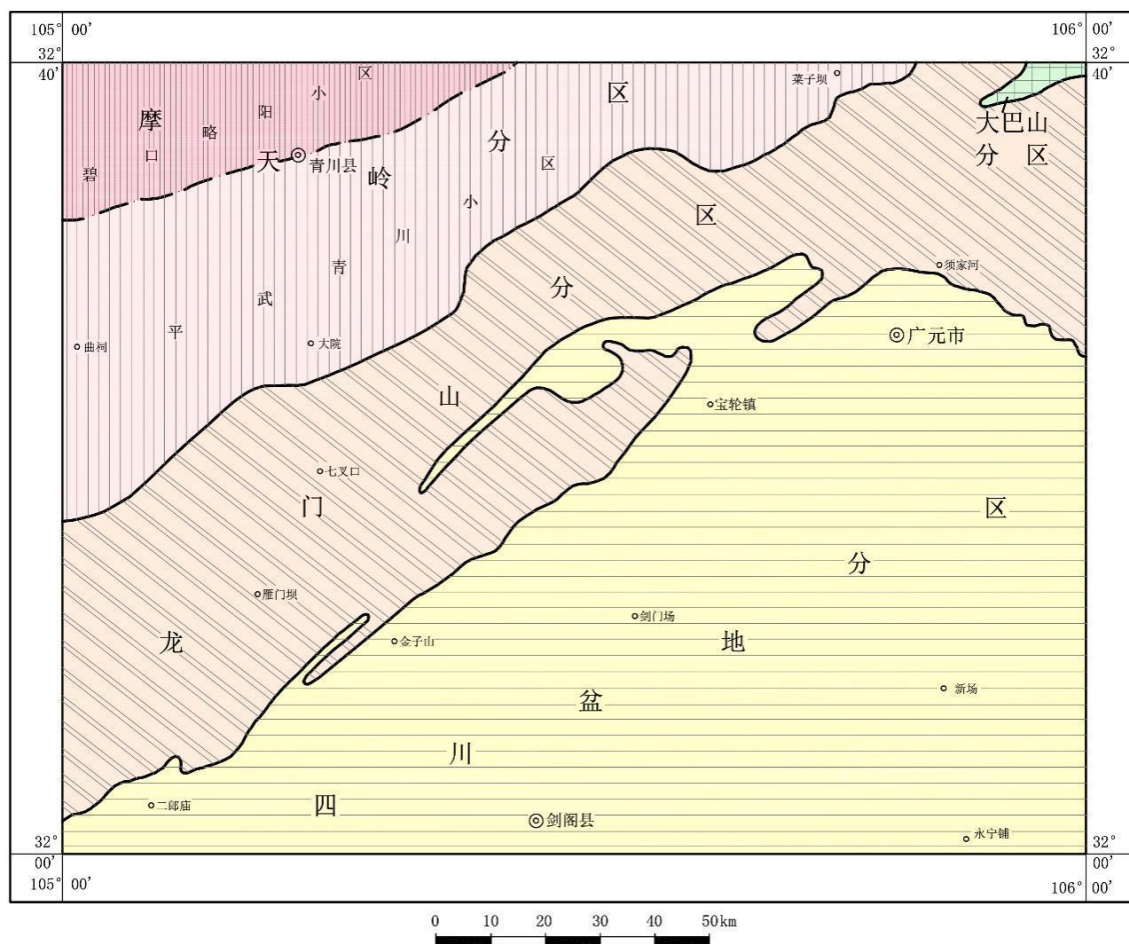 105° 00′
32°
40′
106° 00′
32°
40′
摩天岭分区
碧口略阳小区
平武青川小区
龙门山分区
四川盆地分区
大巴山
分区
菜子坝
青川县
须家河
广元市
曲祠
大院
宝轮镇
七叉口
雁门坝
剑门场
金子山
新场
二郎庙
剑阁县
永宁铺
32°
00′
105° 00′
32°
00′
106° 00′
0 10 20 30 40 50km